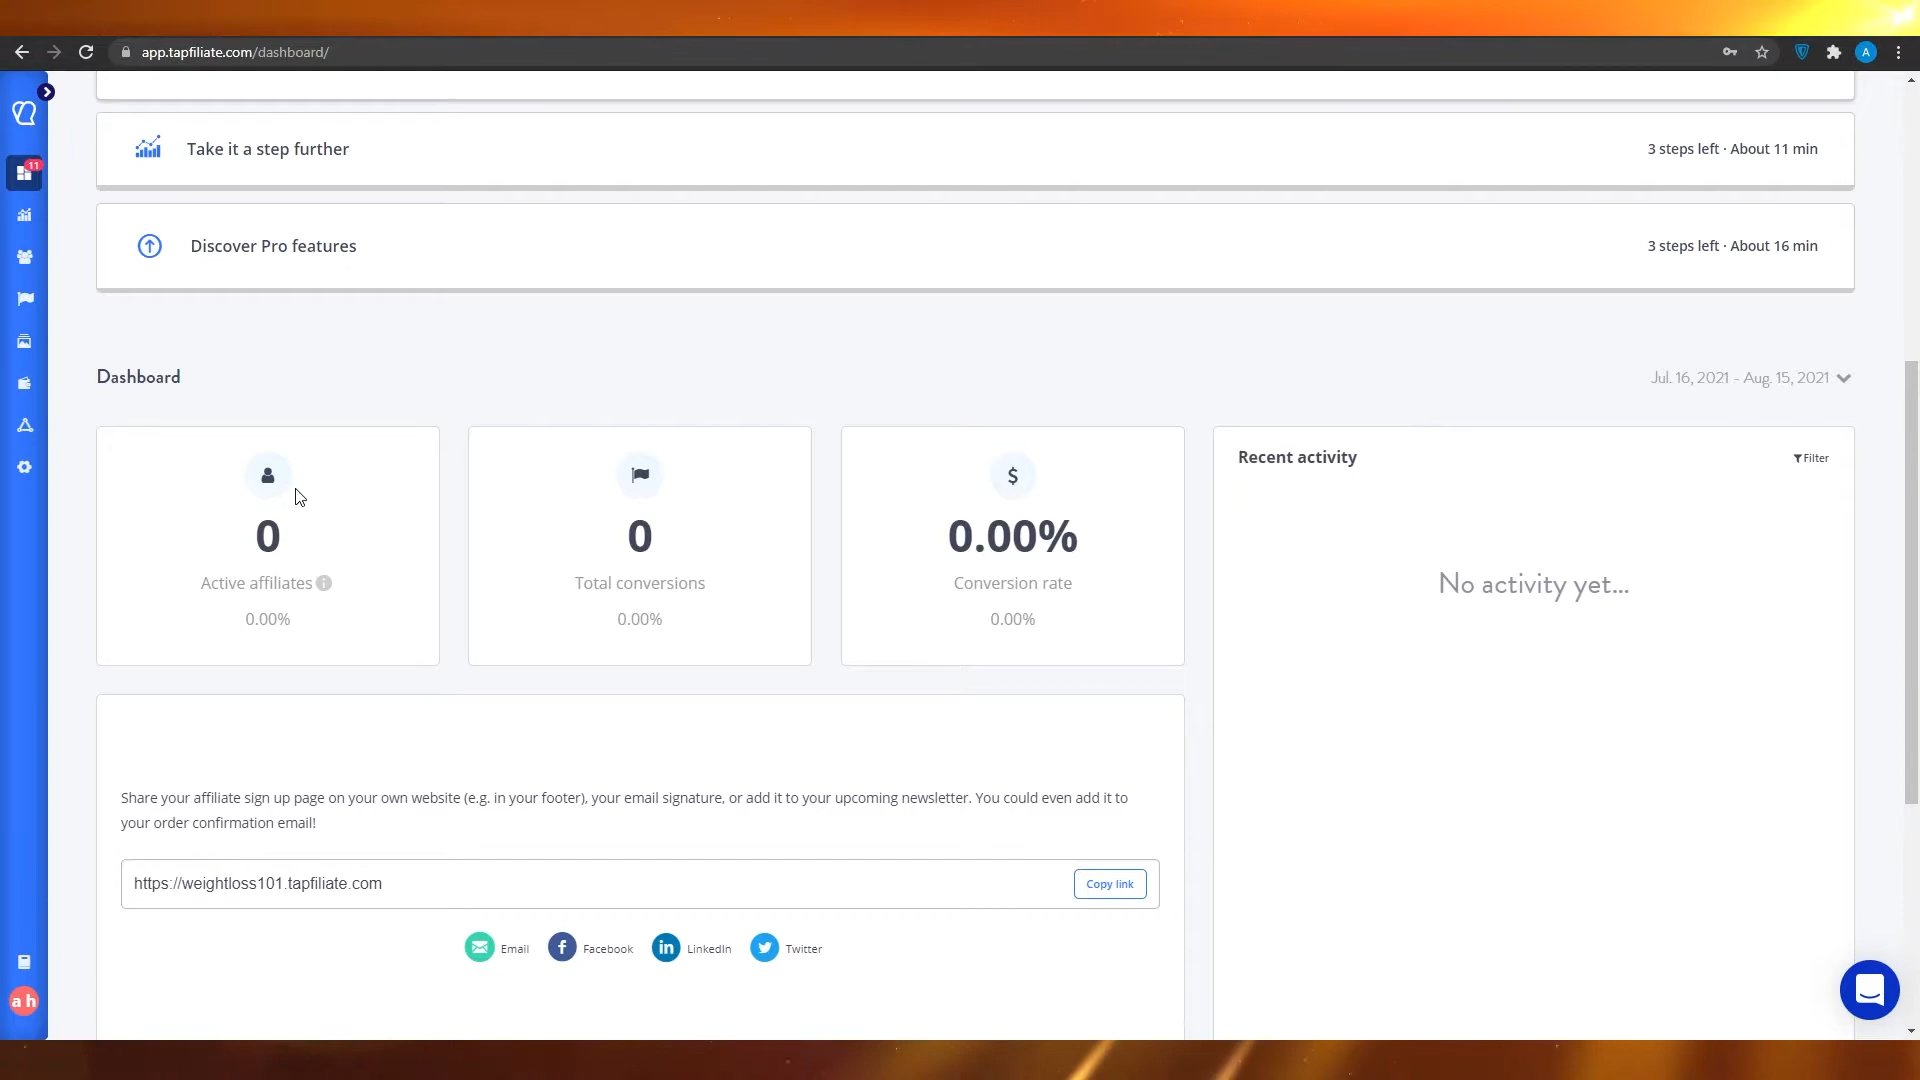 app.tapfiliate.com/dashboard/
A
11
Take it a step further
3 steps left · About 11 min
Discover Pro features
3 steps left · About 16 min
Dashboard
Jul. 16, 2021 - Aug. 15, 2021
0
Active affiliates
0.00%
0
Total conversions
0.00%
$
0.00%
Conversion rate
0.00%
Recent activity
Filter
No activity yet...
Share your affiliate sign up page on your own website (e.g. in your footer), your email signature, or add it to your upcoming newsletter. You could even add it to
your order confirmation email!
https://weightloss101.tapfiliate.com
Copy link
Email
Facebook
LinkedIn
Twitter
a h